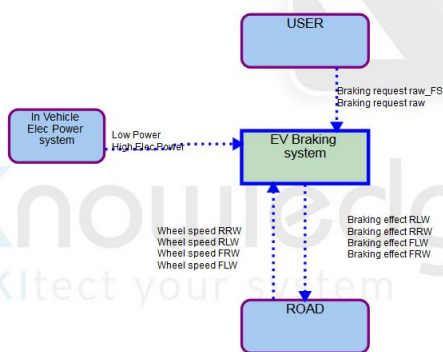 USER
Braking request raw_FS
Braking request raw
In Vehicle
Elec Power
system
Low Power
High Elec Power
EV Braking
system
Wheel speed RRW
Wheel speed RLW
Wheel speed FRW
Wheel speed FLW
Braking effect RLW
Braking effect RRW
Braking effect FLW
Braking effect FRW
nowledg
KItect your system
ROAD